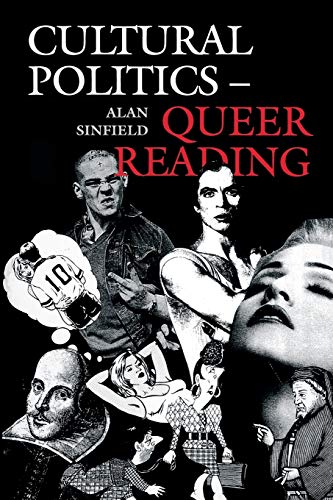 CULTURAL
POLITICS –
ALAN
SINFIELD
QUEER
READING
10